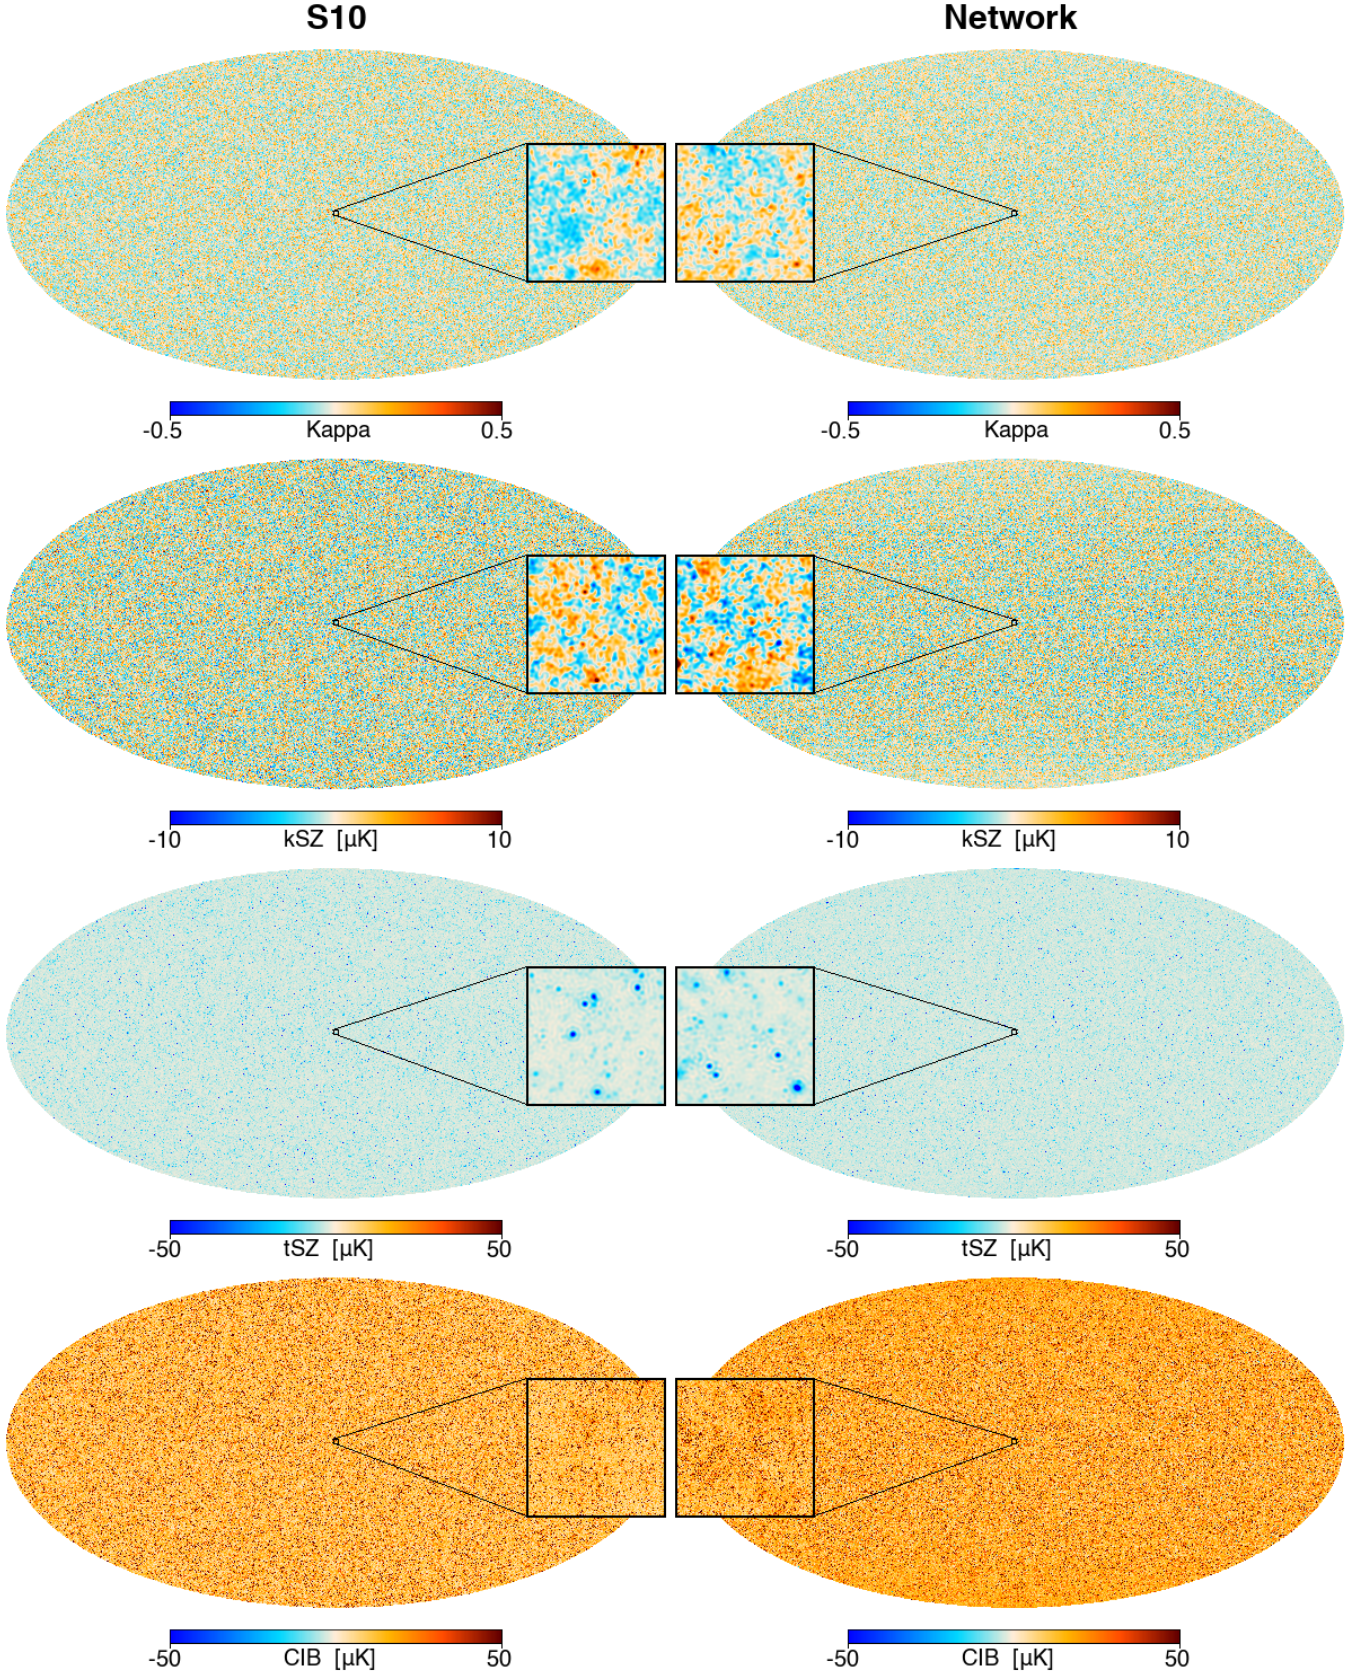 S10 Network
-0.5 Kappa 0.5 -0.5 Kappa 0.5
-10 kSZ [μK] 10 -10 kSZ [μK] 10
-50 tSZ [μK] 50 -50 tSZ [μK] 50
-50 CIB [μK] 50 -50 CIB [μK] 50